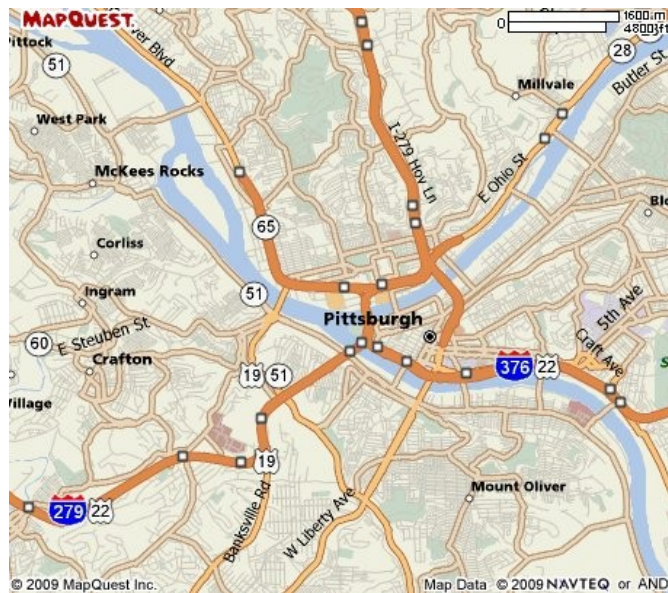 MAPQUEST.
0
1600 m
4800 ft
Pittock
51
28
Butler St
Millvale
West Park
I-279 Hov Ln
E Ohio St
McKees Rocks
65
Corliss
51
Ingram
Pittsburgh
5th Ave
60
E Steuben St
Craft Ave
Crafton
19
51
376
22
19
Banksville Rd
W Liberty Ave
Mount Oliver
279
22
© 2009 MapQuest Inc.
Map Data © 2009 NAVTEQ or AND